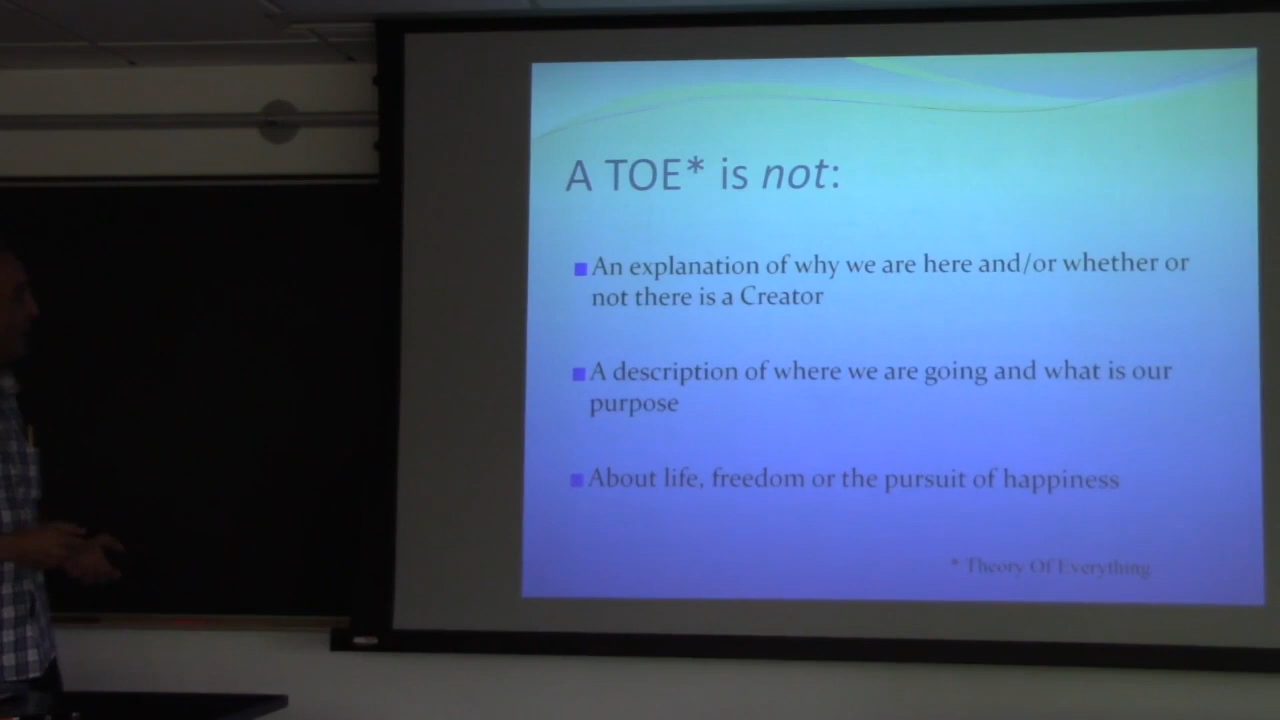 A TOE* is not:
An explanation of why we are here and/or whether or
not there is a Creator
A description of where we are going and what is our
purpose
About life, freedom or the pursuit of happiness
* Theory Of Everything